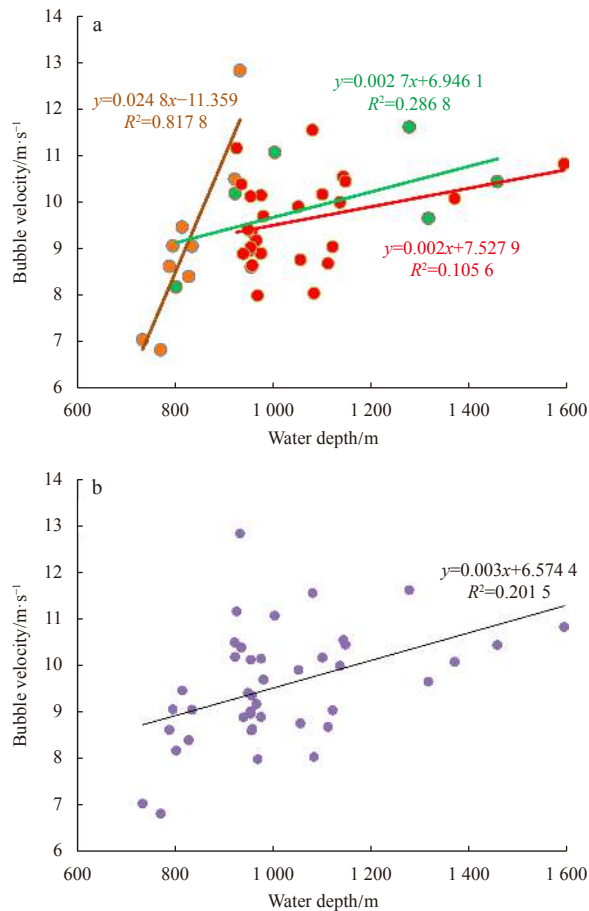 14
a
13
y=0.024 8x−11.359
R²=0.817 8
y=0.002 7x+6.946 1
R²=0.286 8
12
11
10
9
8
7
6
y=0.002x+7.527 9
R²=0.105 6
Bubble velocity/m·s⁻¹
600 800 1 000 1 200 1 400 1 600
Water depth/m
14
b
13
12
y=0.003x+6.574 4
R²=0.201 5
11
10
9
8
7
6
Bubble velocity/m·s⁻¹
600 800 1 000 1 200 1 400 1 600
Water depth/m